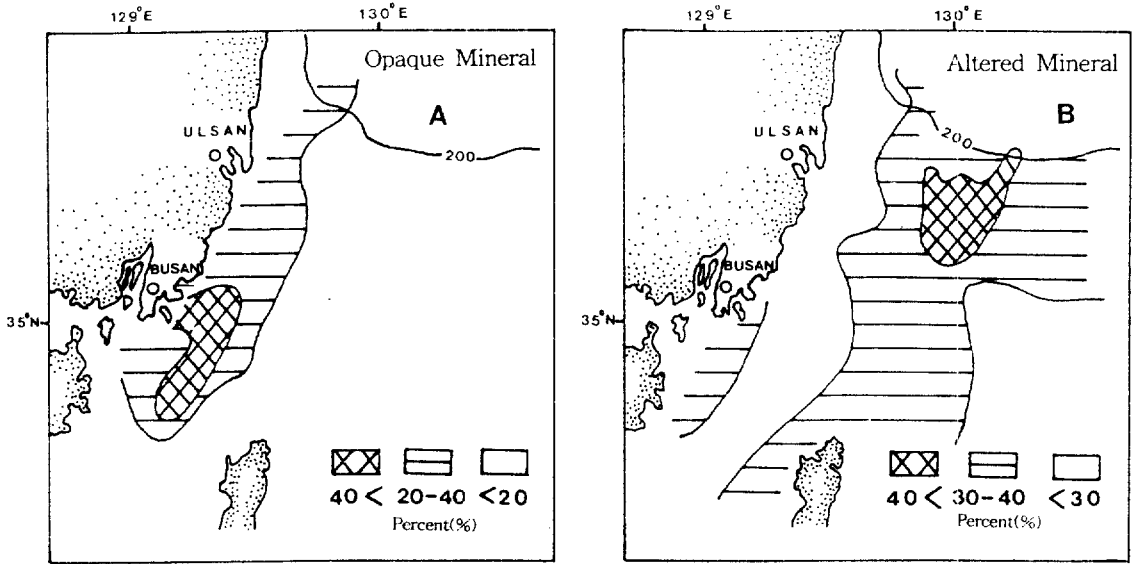 129°E
130°E
Opaque Mineral
A
ULSAN
200
BUSAN
35°N
40< 20-40 <20
Percent(%)
129°E
130°E
Altered Mineral
B
ULSAN
200
BUSAN
35°N
40< 30-40 <30
Percent(%)